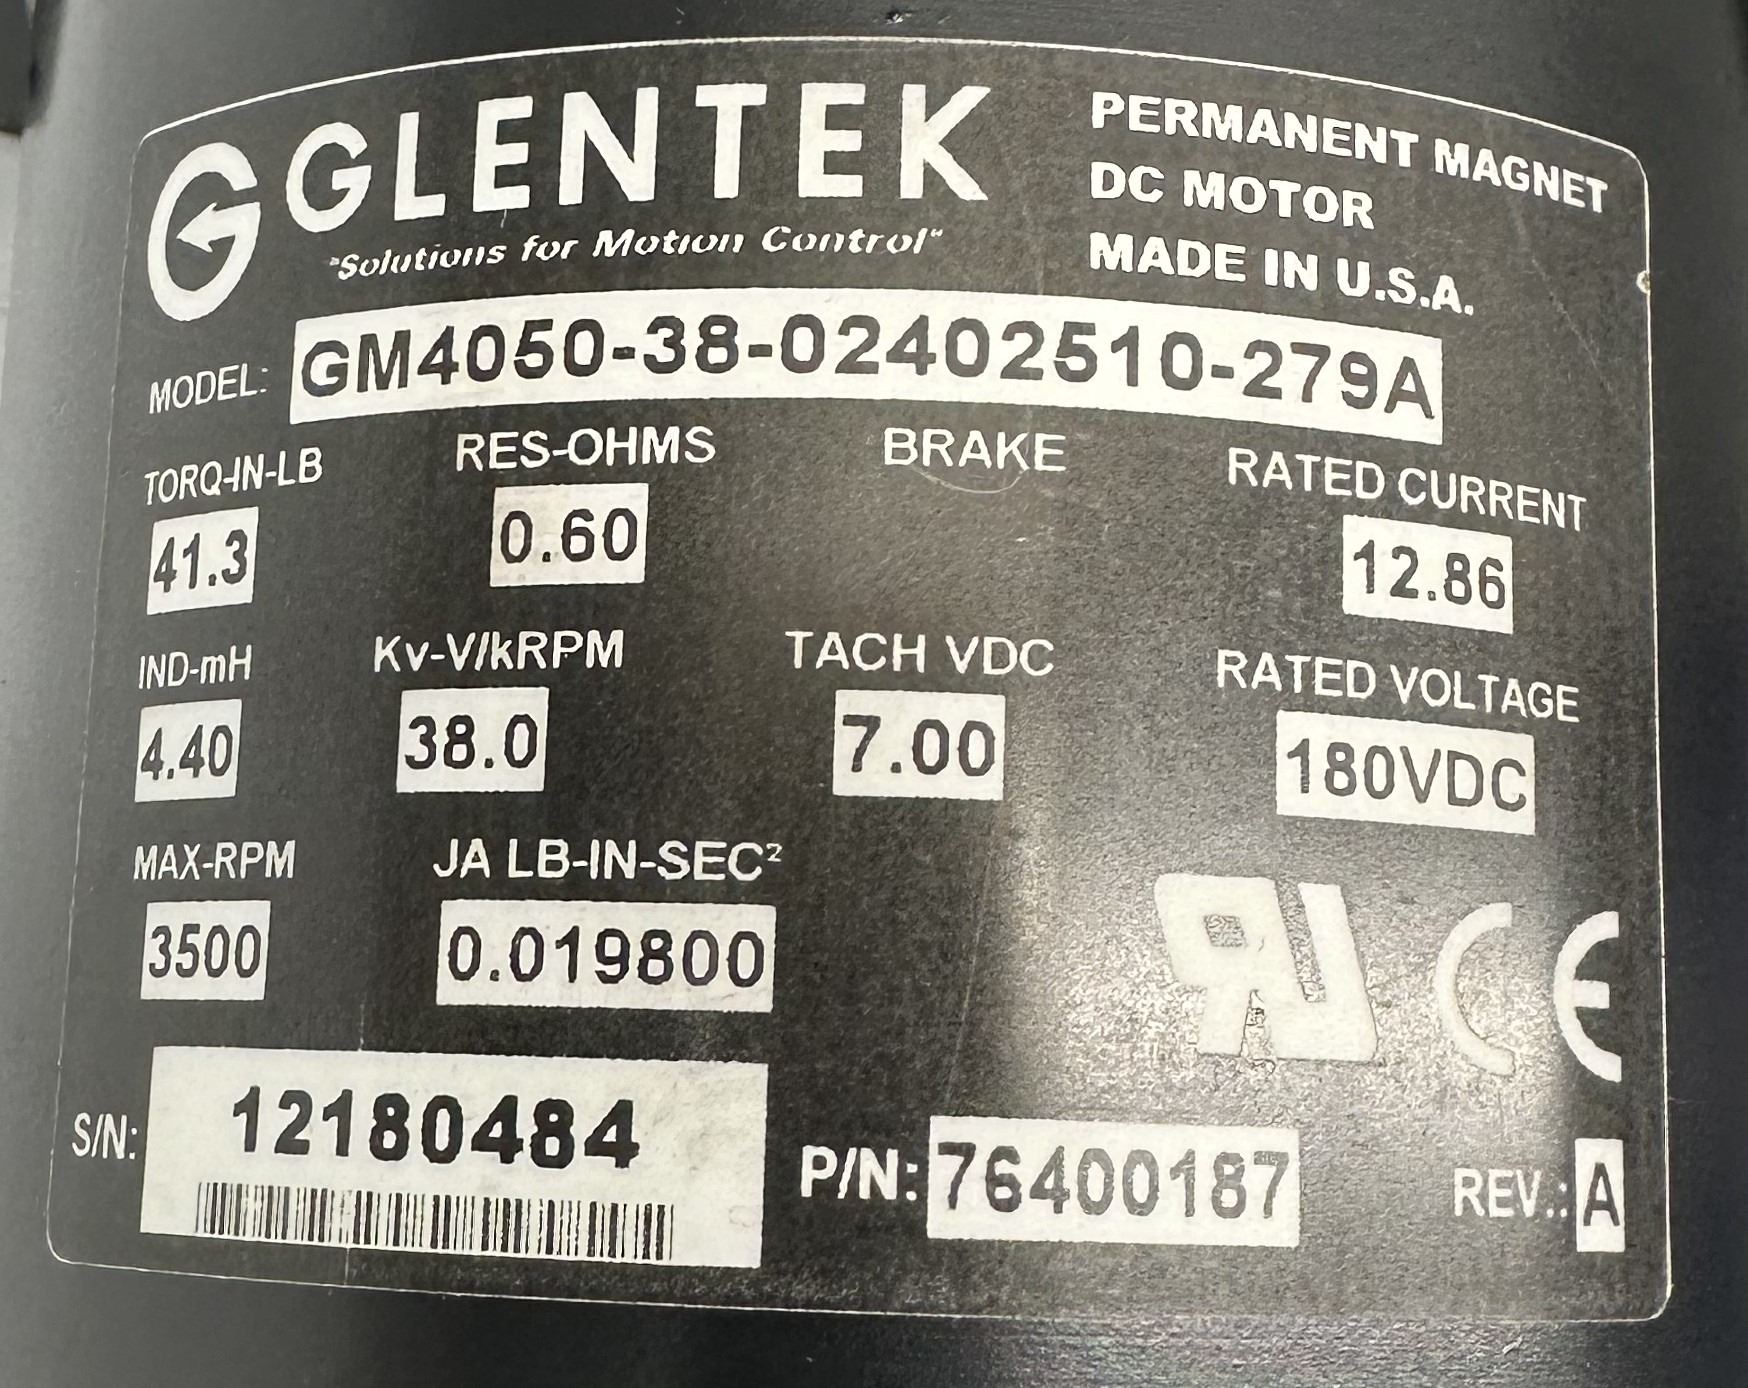 GLENTEK
"Solutions for Motion Control"
PERMANENT MAGNET
DC MOTOR
MADE IN U.S.A.
MODEL: GM4050-38-02402510-279A
TORQ-IN-LB RES-OHMS BRAKE RATED CURRENT
41.3 0.60 12.86
IND-mH Kv-V/kRPM TACH VDC RATED VOLTAGE
4.40 38.0 7.00 180VDC
MAX-RPM JA LB-IN-SEC²
3500 0.019800
S/N: 12180484 P/N: 76400187 REV.: A